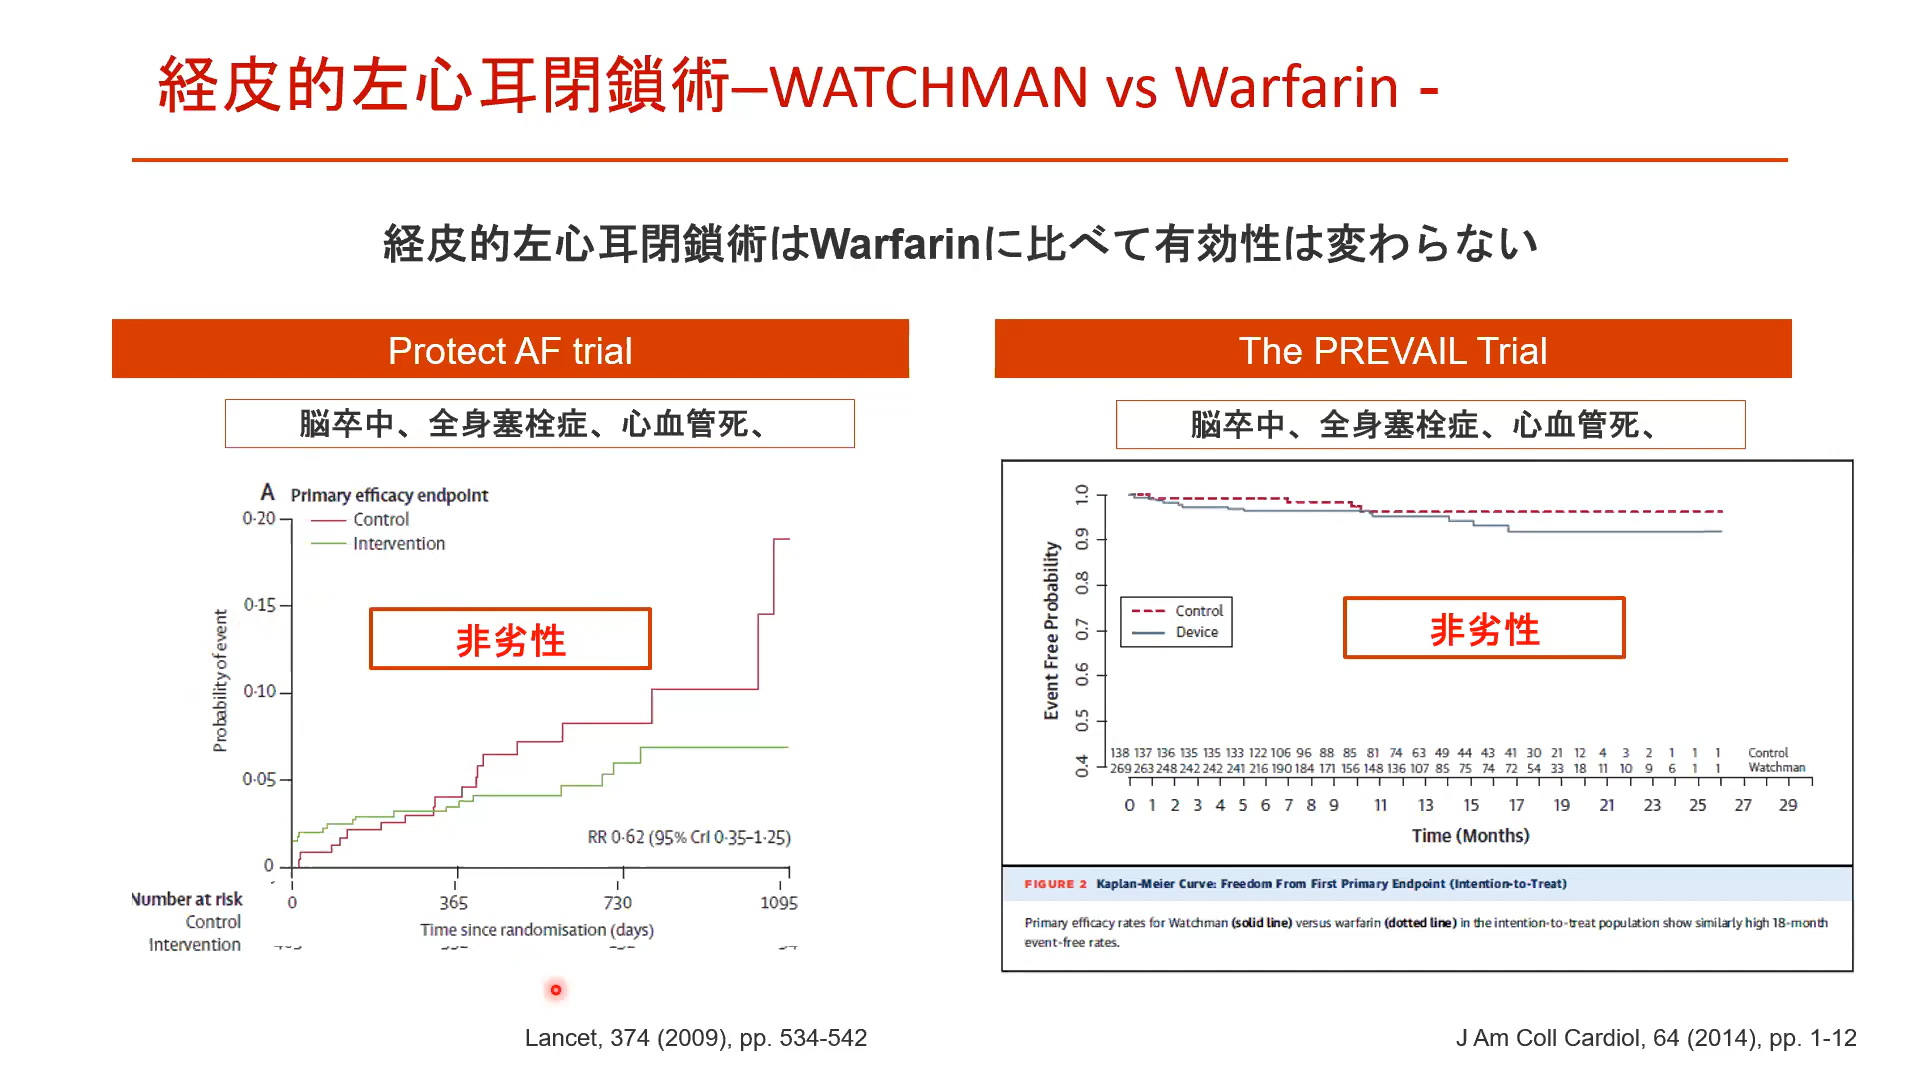 経皮的左心耳閉鎖術–WATCHMAN vs Warfarin -
経皮的左心耳閉鎖術はWarfarinに比べて有効性は変わらない
Protect AF trial
脳卒中、全身塞栓症、心血管死、
A Primary efficacy endpoint
Control
Intervention
0·20
0·15
0·10
0·05
0
Probability of event
非劣性
RR 0·62 (95% CrI 0·35–1·25)
0 365 730 1095
Time since randomisation (days)
Number at risk
Control
Intervention
Lancet, 374 (2009), pp. 534-542
The PREVAIL Trial
脳卒中、全身塞栓症、心血管死、
1.0
0.9
0.8
0.7
0.6
0.5
0.4
Event Free Probability
Control
Device
非劣性
138 137 136 135 135 133 122 106 96 88 85 81 74 63 49 44 43 41 30 21 12 4 3 2 1 1 1 Control
269 263 248 242 242 241 216 190 184 171 156 148 136 107 85 75 74 72 54 33 18 11 10 9 6 1 1 Watchman
0 1 2 3 4 5 6 7 8 9 11 13 15 17 19 21 23 25 27 29
Time (Months)
FIGURE 2 Kaplan-Meier Curve: Freedom From First Primary Endpoint (Intention-to-Treat)
Primary efficacy rates for Watchman (solid line) versus warfarin (dotted line) in the intention-to-treat population show similarly high 18-month
event-free rates.
J Am Coll Cardiol, 64 (2014), pp. 1-12